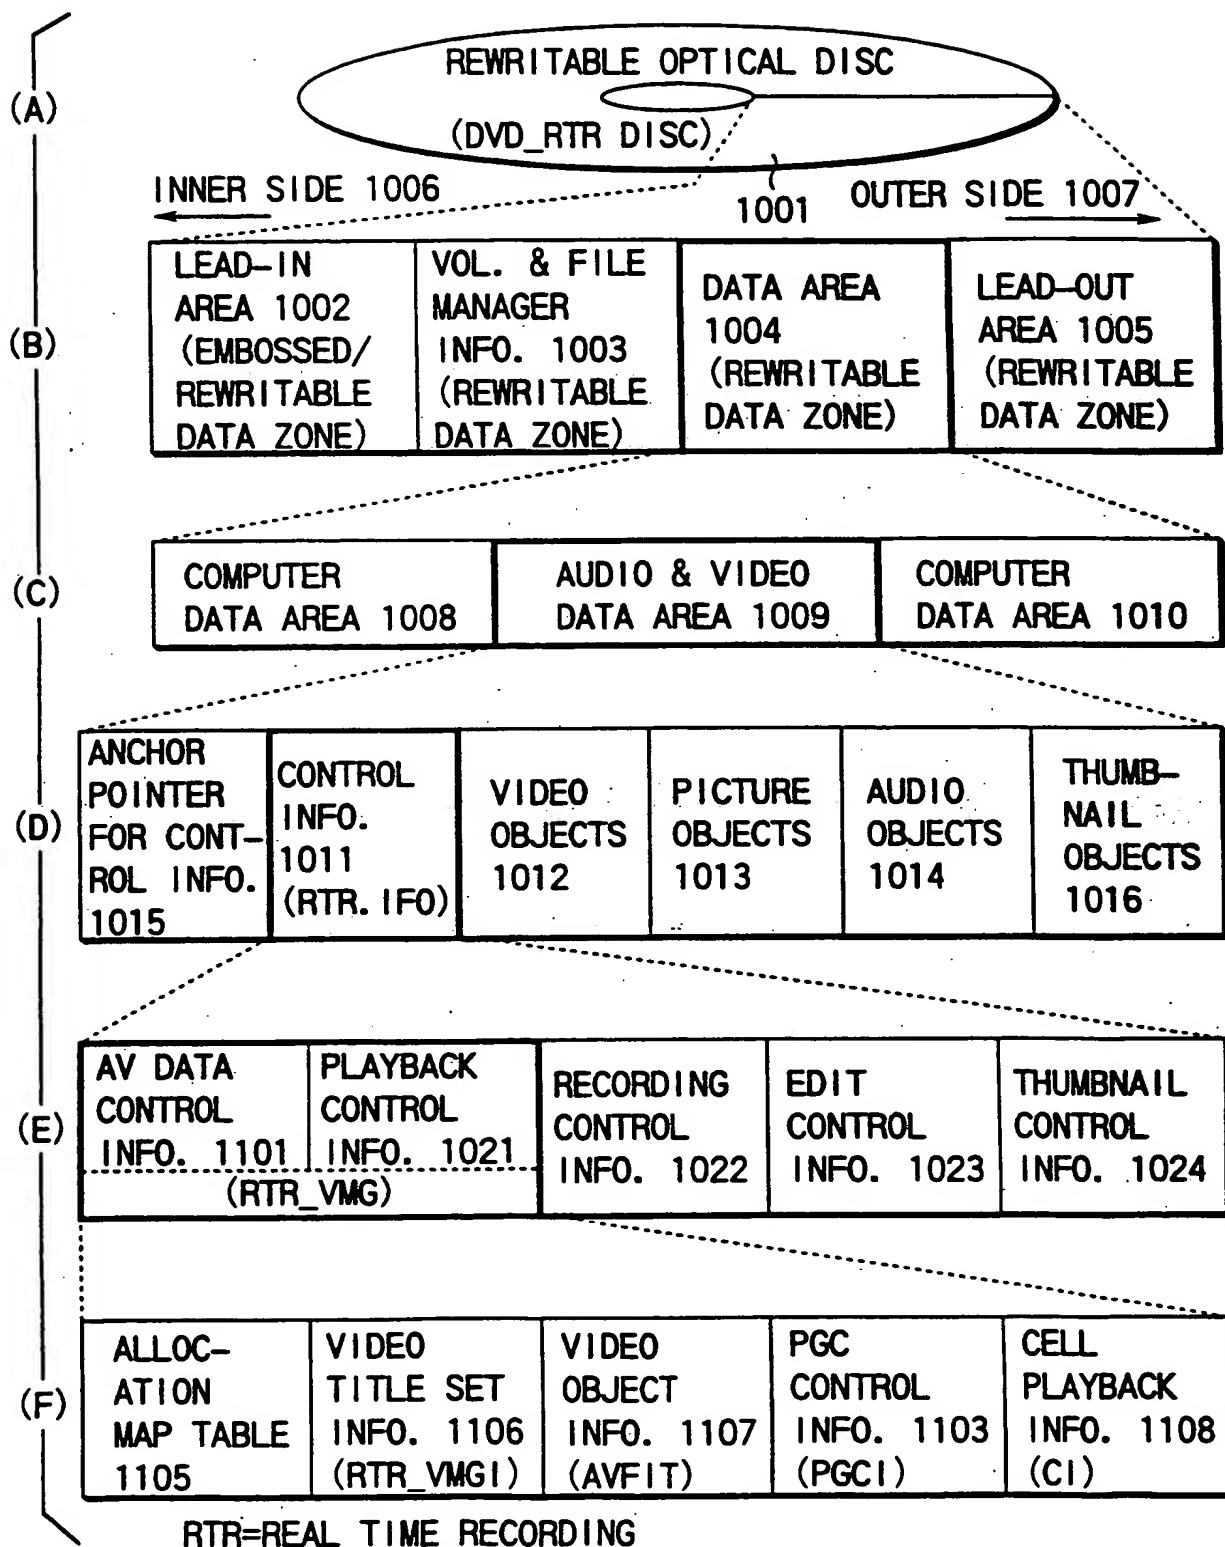 (A)
REWRITABLE OPTICAL DISC
(DVD_RTR DISC)
INNER SIDE 1006
1001
OUTER SIDE 1007
(B)
LEAD-IN
AREA 1002
(EMBOSSED/
REWRITABLE
DATA ZONE)
VOL. & FILE
MANAGER
INFO. 1003
(REWRITABLE
DATA ZONE)
DATA AREA
1004
(REWRITABLE
DATA ZONE)
LEAD-OUT
AREA 1005
(REWRITABLE
DATA ZONE)
(C)
COMPUTER
DATA AREA 1008
AUDIO & VIDEO
DATA AREA 1009
COMPUTER
DATA AREA 1010
(D)
ANCHOR
POINTER
FOR CONT-
ROL INFO.
1015
CONTROL
INFO.
1011
(RTR.IFO)
VIDEO
OBJECTS
1012
PICTURE
OBJECTS
1013
AUDIO
OBJECTS
1014
THUMB-
NAIL
OBJECTS
1016
(E)
AV DATA
CONTROL
INFO. 1101
PLAYBACK
CONTROL
INFO. 1021
(RTR_VMG)
RECORDING
CONTROL
INFO. 1022
EDIT
CONTROL
INFO. 1023
THUMBNAIL
CONTROL
INFO. 1024
(F)
ALLOC-
ATION
MAP TABLE
1105
VIDEO
TITLE SET
INFO. 1106
(RTR_VMGI)
VIDEO
OBJECT
INFO. 1107
(AVFIT)
PGC
CONTROL
INFO. 1103
(PGCI)
CELL
PLAYBACK
INFO. 1108
(CI)
RTR=REAL TIME RECORDING